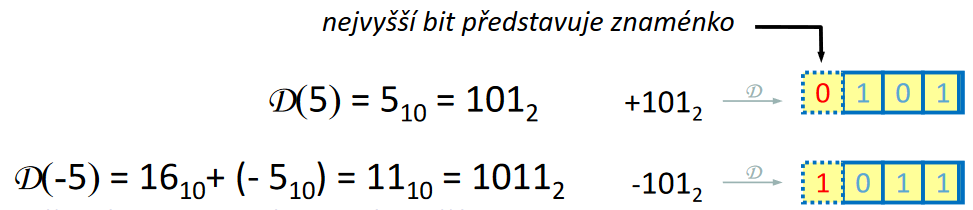 nejvyšší bit představuje znaménko
𝒟(5) = 5₁₀ = 101₂ +101₂ 𝒟 0 1 0 1
𝒟(-5) = 16₁₀+ (- 5₁₀) = 11₁₀ = 1011₂ -101₂ 𝒟 1 0 1 1